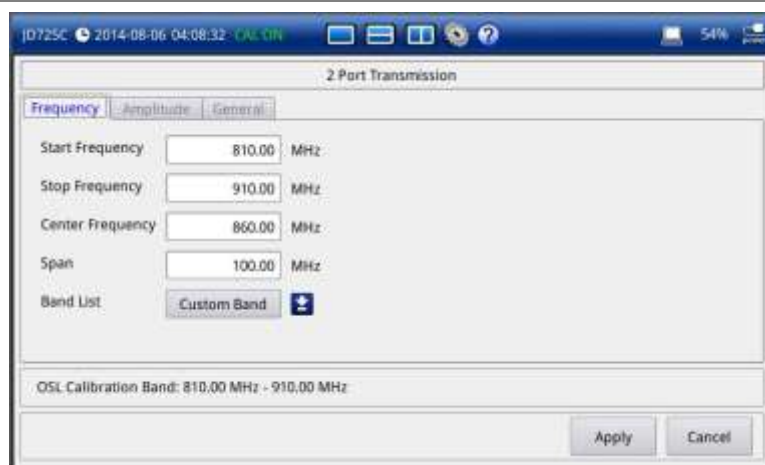 JD725C 2014-08-06 04:08:32 CAL ON 54%
2 Port Transmission
Frequency Amplitude General
Start Frequency 810.00 MHz
Stop Frequency 910.00 MHz
Center Frequency 860.00 MHz
Span 100.00 MHz
Band List Custom Band
OSL Calibration Band: 810.00 MHz - 910.00 MHz
Apply Cancel